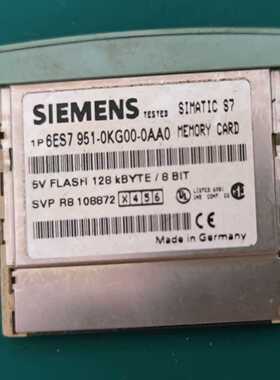 SIEMENS TESTED SIMATIC S7
1P 6ES7 951-0KG00-0AA0 MEMORY CARD
5V FLASH 128 kBYTE / 8 BIT
SVP R8 108872 X 4 5 6
CE
Made in Germany